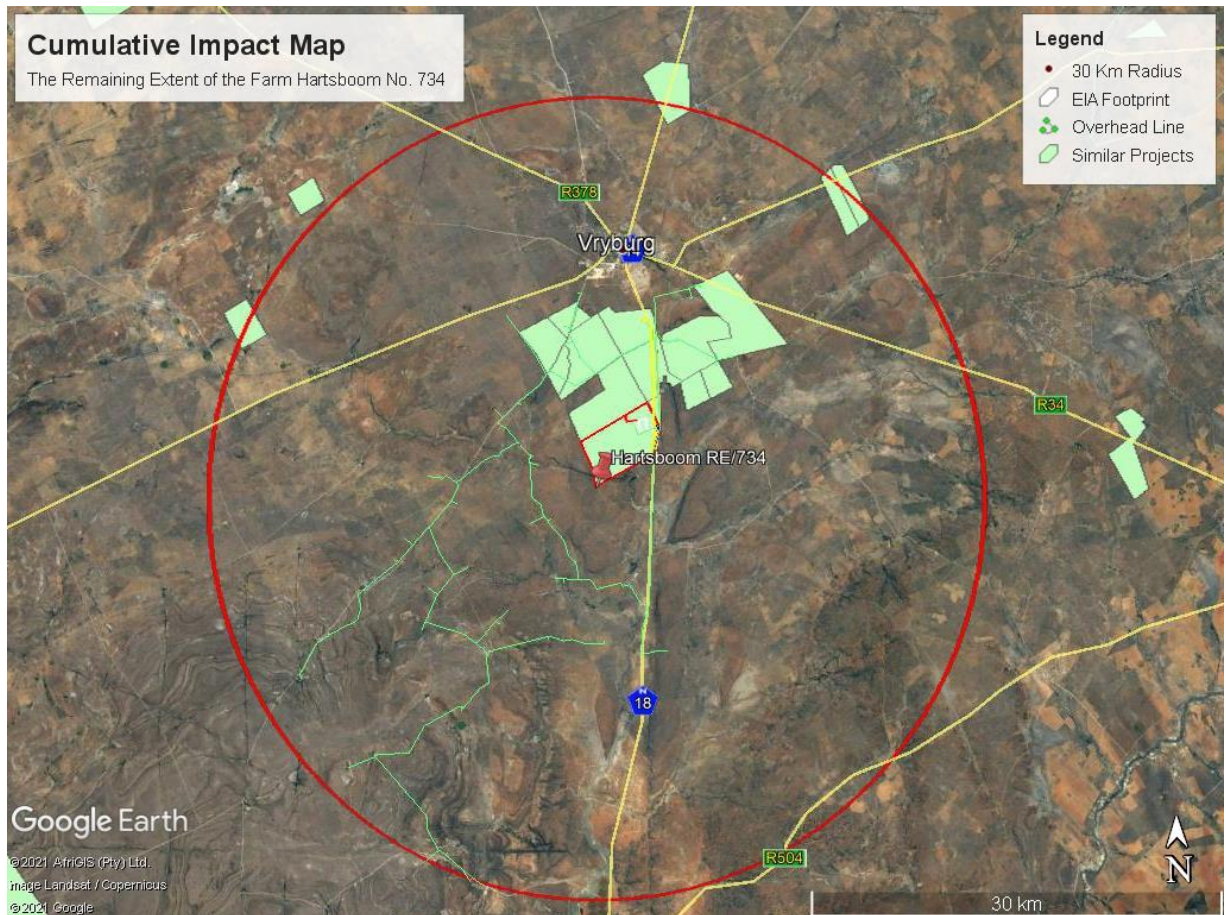 Cumulative Impact Map
The Remaining Extent of the Farm Hartsboom No. 734
Legend
30 Km Radius
EIA Footprint
Overhead Line
Similar Projects
R378
Vryburg
R34
Hartsboom RE/734
N
18
R504
Google Earth
©2021 AfriGIS (Pty) Ltd.
Image Landsat / Copernicus
©2021 Google
N
30 km